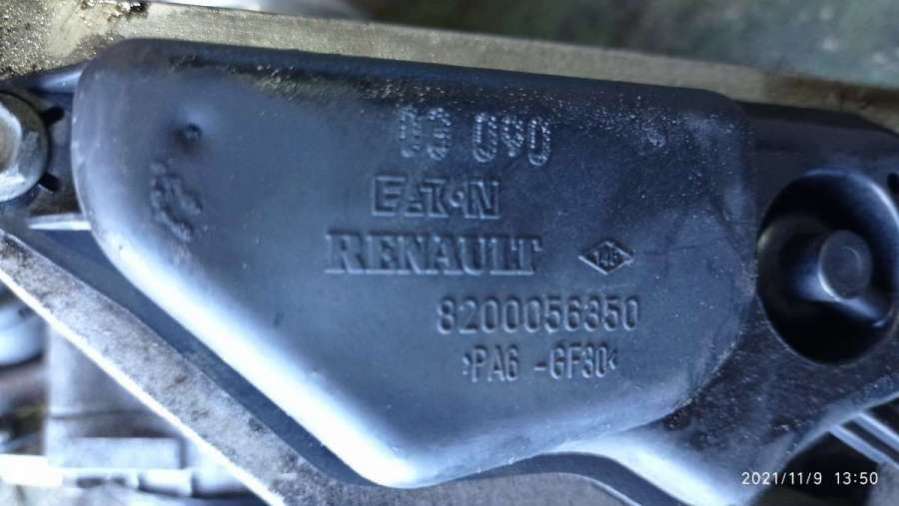 03 090
EATON
RENAULT
8200056350
>PA6 -GF30<
2021/11/9 13:50